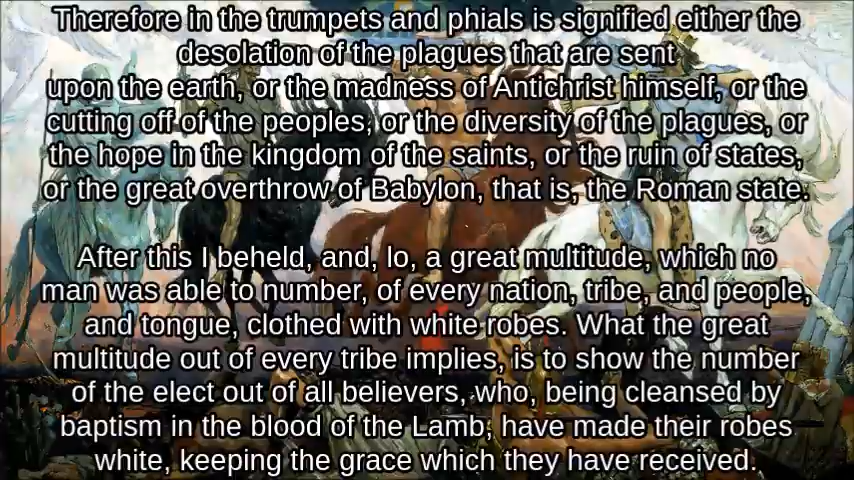 Therefore in the trumpets and phials is signified either the
desolation of the plagues that are sent
upon the earth, or the madness of Antichrist himself, or the
cutting off of the peoples, or the diversity of the plagues, or
the hope in the kingdom of the saints, or the ruin of states,
or the great overthrow of Babylon, that is, the Roman state.
After this I beheld, and, lo, a great multitude, which no
man was able to number, of every nation, tribe, and people,
and tongue, clothed with white robes. What the great
multitude out of every tribe implies, is to show the number
of the elect out of all believers, who, being cleansed by
baptism in the blood of the Lamb, have made their robes
white, keeping the grace which they have received.